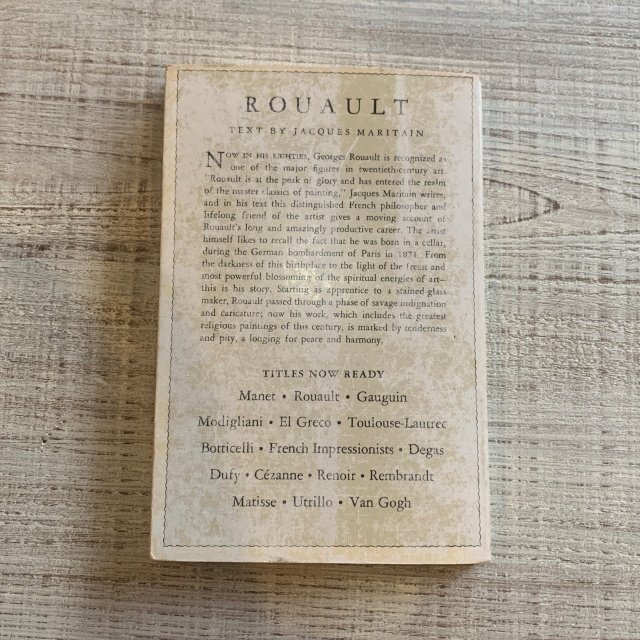 ROUAULT
TEXT BY JACQUES MARITAIN
NOW IN HIS EIGHTIES, Georges Rouault is recognized as
one of the major figures in twentieth-century art.
"Rouault is at the peak of glory and has entered the realm
of the master classics of painting," Jacques Maritain writes,
and in his text this distinguished French philosopher and
lifelong friend of the artist gives a moving account of
Rouault's long and amazingly productive career. The artist
himself likes to recall the fact that he was born in a cellar,
during the German bombardment of Paris in 1871. From
the darkness of this birthplace to the light of the freest and
most powerful blossoming of the spiritual energies of art—
this is his story. Starting as apprentice to a stained-glass
maker, Rouault passed through a phase of savage indignation
and caricature; now his work, which includes the greatest
religious paintings of this century, is marked by tenderness
and pity, a longing for peace and harmony.
TITLES NOW READY
Manet • Rouault • Gauguin
Modigliani • El Greco • Toulouse-Lautrec
Botticelli • French Impressionists • Degas
Dufy • Cézanne • Renoir • Rembrandt
Matisse • Utrillo • Van Gogh